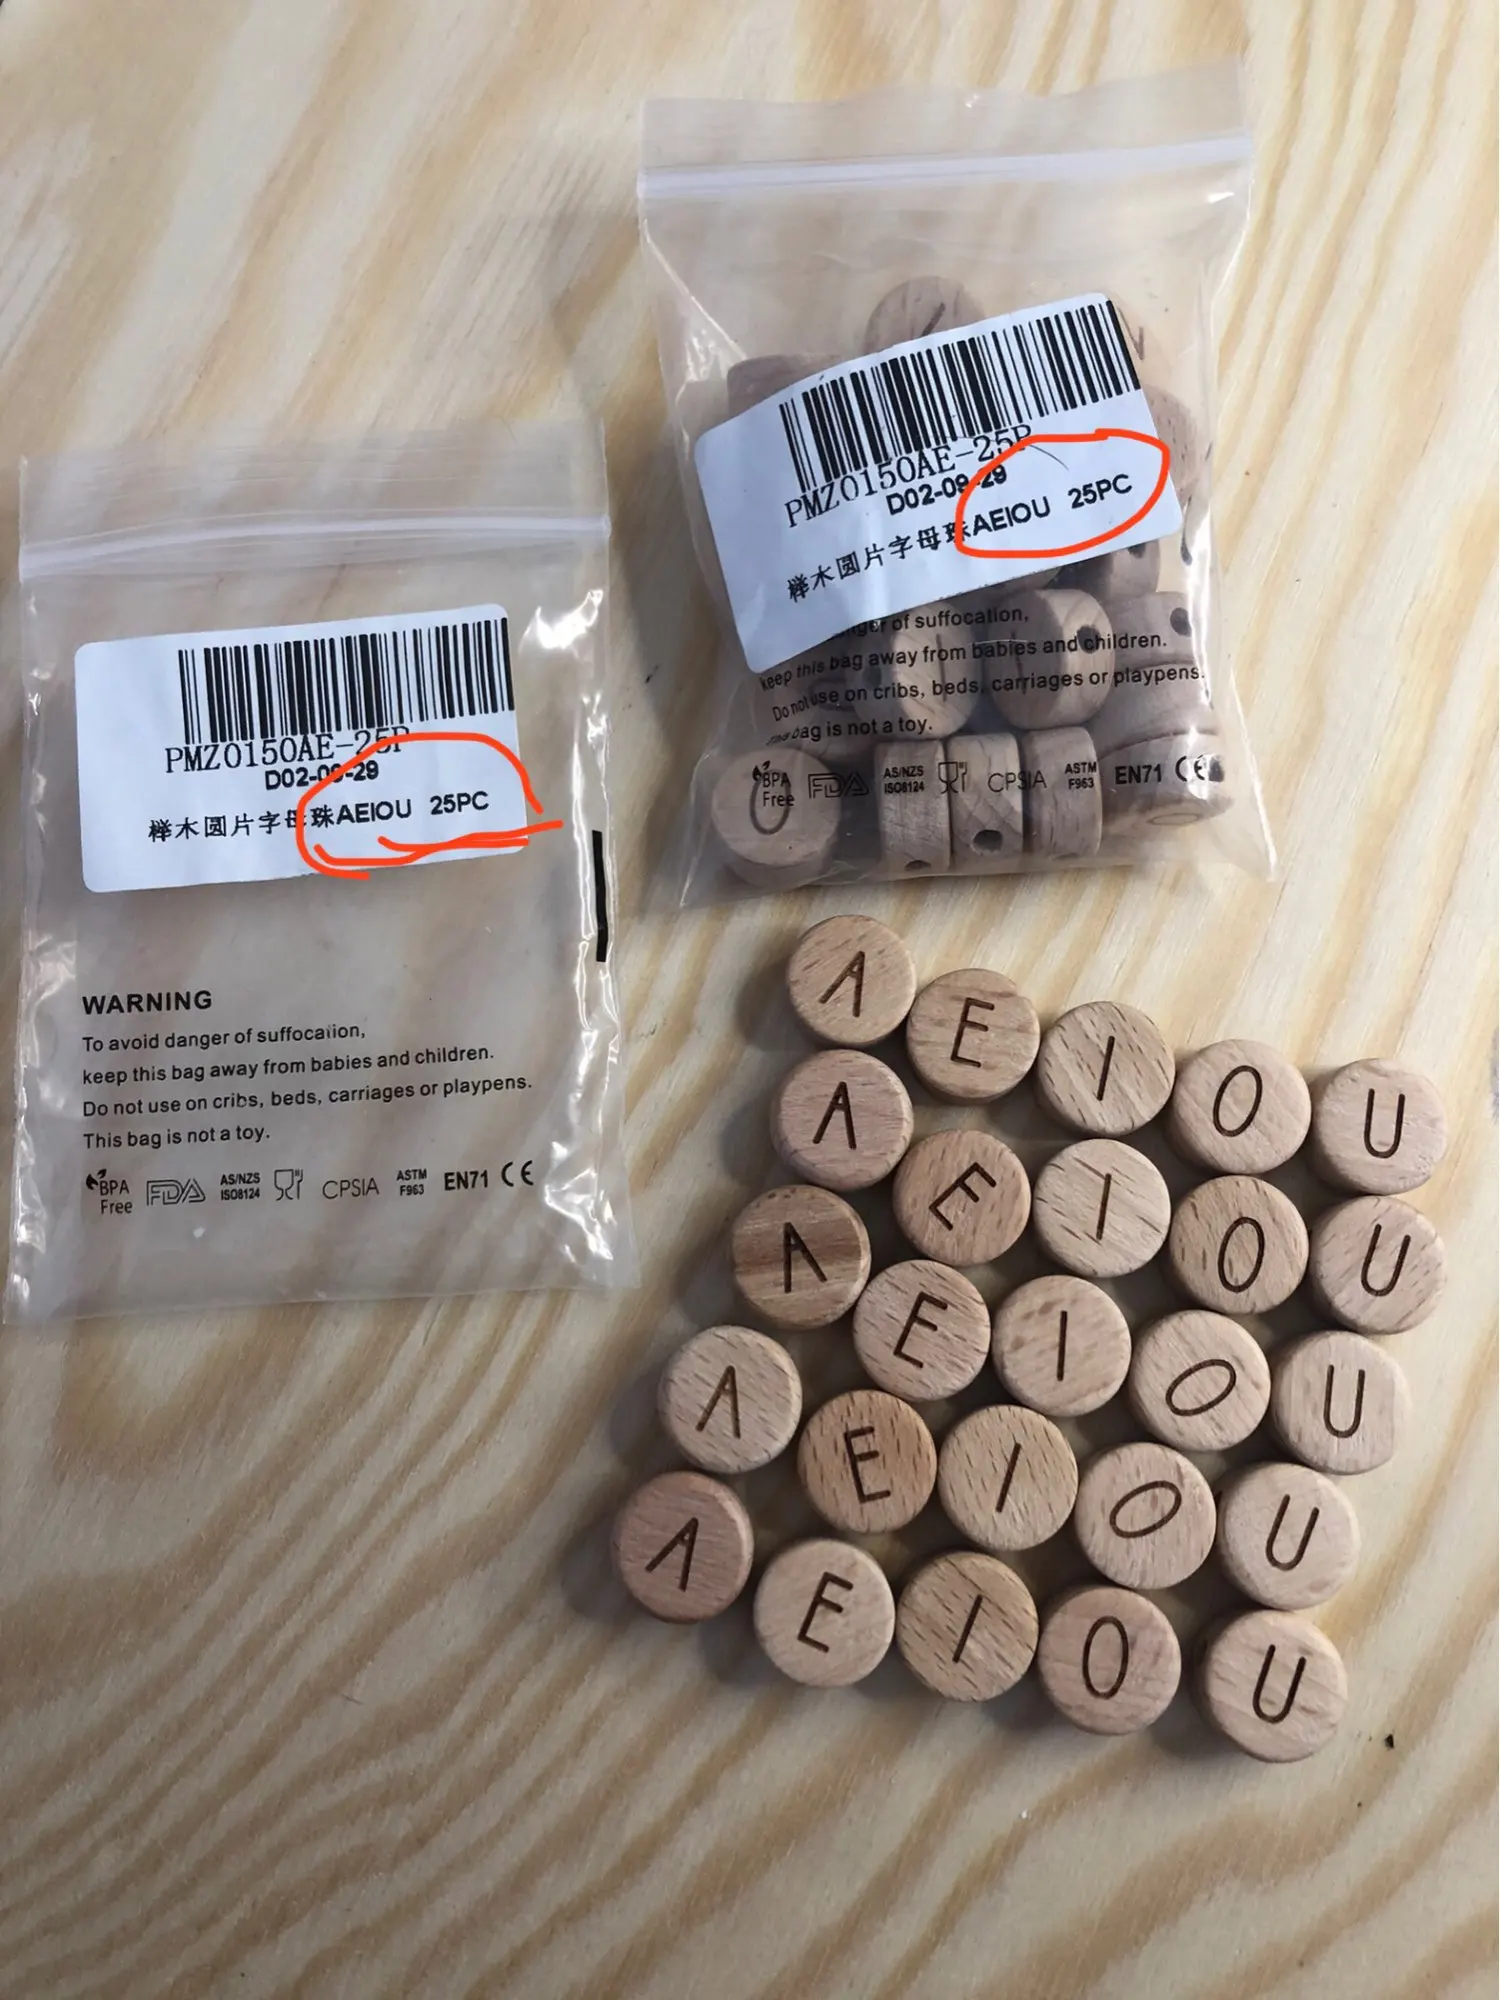 PMZ0150AE-25P
D02-09-29
榉木圆片字母珠AEIOU 25PC
WARNING
To avoid danger of suffocation,
keep this bag away from babies and children.
Do not use on cribs, beds, carriages or playpens.
This bag is not a toy.
BPA Free FDA AS/NZS ISO8124 CPSIA ASTM F963 EN71 CE
PMZ0150AE-25P
D02-09-29
榉木圆片字母珠AEIOU 25PC
of suffocation,
keep this bag away from babies and children.
Do not use on cribs, beds, carriages or playpens.
bag is not a toy.
BPA Free FDA AS/NZS ISO8124 CPSIA ASTM F963 EN71 CE
A E I O U
A E I O U
A E I O U
A E I O U
A E I O U